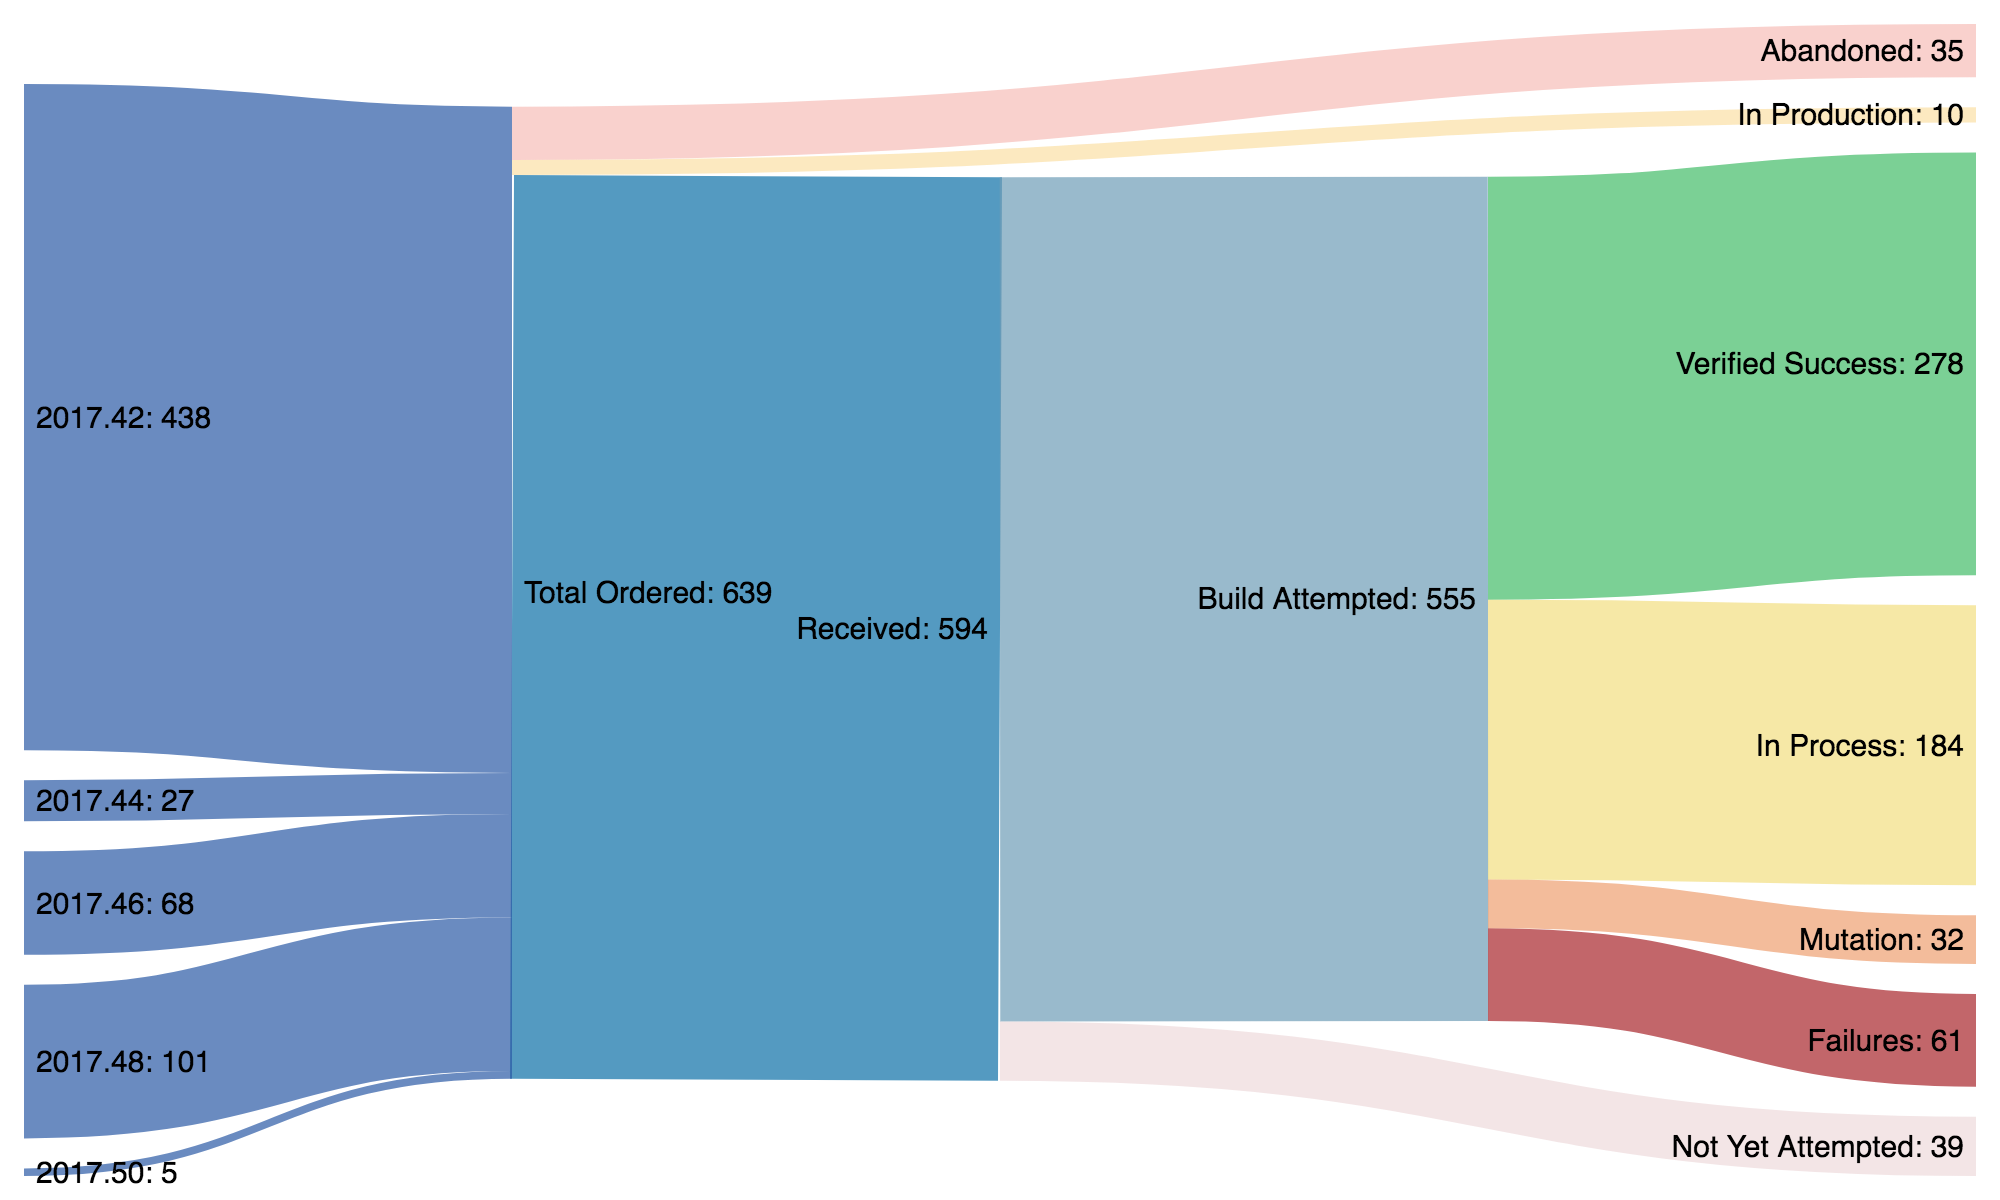 2017.42: 438
2017.44: 27
2017.46: 68
2017.48: 101
2017.50: 5
Total Ordered: 639
Received: 594
Build Attempted: 555
Abandoned: 35
In Production: 10
Verified Success: 278
In Process: 184
Mutation: 32
Failures: 61
Not Yet Attempted: 39